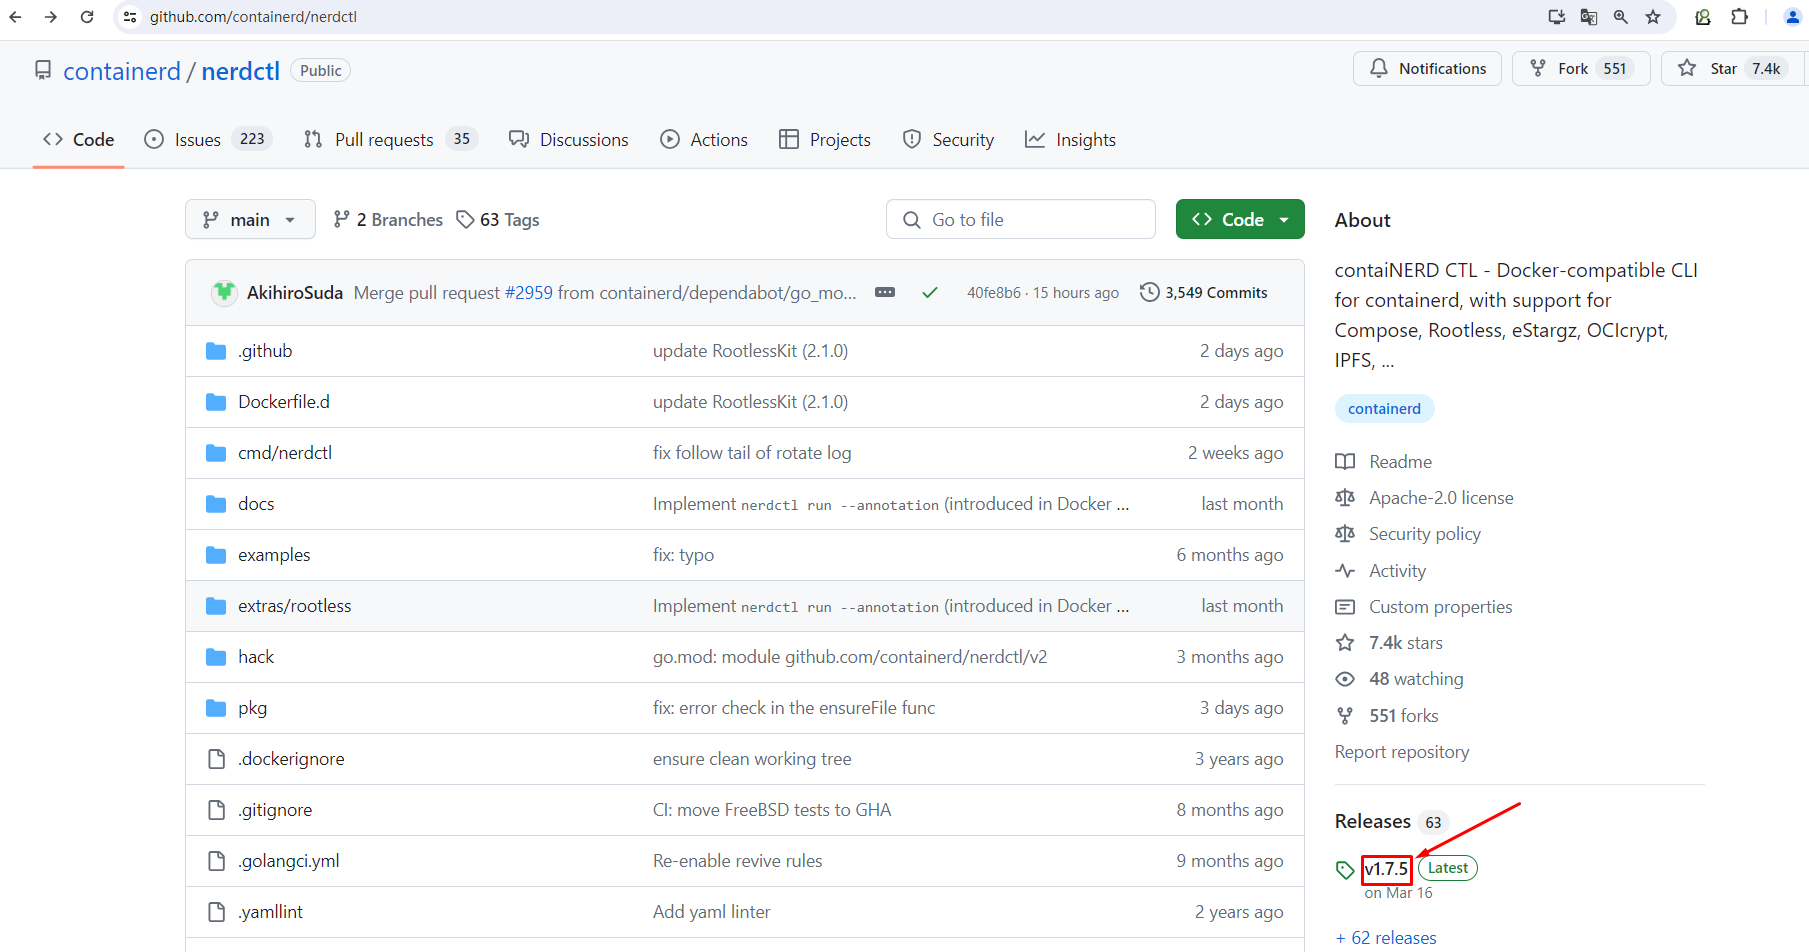 github.com/containerd/nerdctl
containerd / nerdctl Public
Notifications Fork 551 Star 7.4k
Code Issues 223 Pull requests 35 Discussions Actions Projects Security Insights
main 2 Branches 63 Tags Go to file Code
AkihiroSuda Merge pull request #2959 from containerd/dependabot/go_mo... 40fe8b6 · 15 hours ago 3,549 Commits
.github update RootlessKit (2.1.0) 2 days ago
Dockerfile.d update RootlessKit (2.1.0) 2 days ago
cmd/nerdctl fix follow tail of rotate log 2 weeks ago
docs Implement nerdctl run --annotation (introduced in Docker ... last month
examples fix: typo 6 months ago
extras/rootless Implement nerdctl run --annotation (introduced in Docker ... last month
hack go.mod: module github.com/containerd/nerdctl/v2 3 months ago
pkg fix: error check in the ensureFile func 3 days ago
.dockerignore ensure clean working tree 3 years ago
.gitignore CI: move FreeBSD tests to GHA 8 months ago
.golangci.yml Re-enable revive rules 9 months ago
.yamllint Add yaml linter 2 years ago
About
contaiNERD CTL - Docker-compatible CLI
for containerd, with support for
Compose, Rootless, eStargz, OCIcrypt,
IPFS, ...
containerd
Readme
Apache-2.0 license
Security policy
Activity
Custom properties
7.4k stars
48 watching
551 forks
Report repository
Releases 63
v1.7.5 Latest
on Mar 16
+ 62 releases